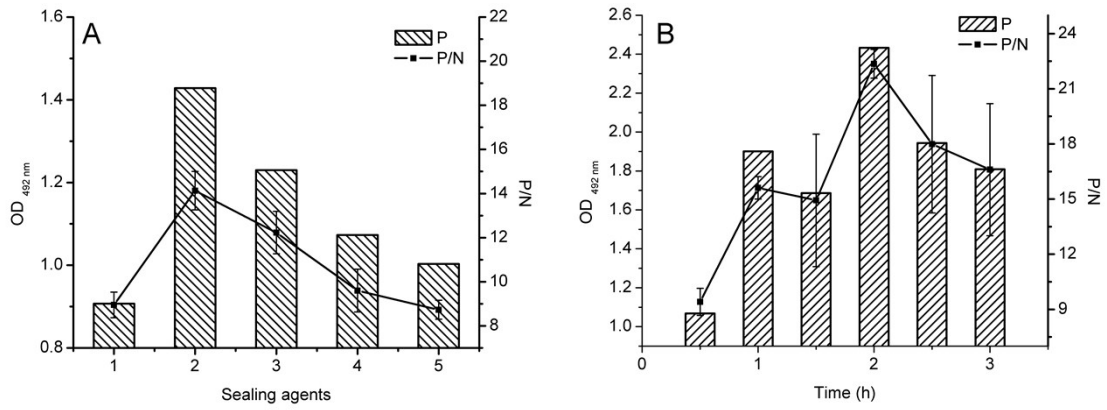 A
P
P/N
1.6
1.4
1.2
1.0
0.8
OD 492 nm
22
20
18
16
14
12
10
8
P/N
1 2 3 4 5
Sealing agents
B
P
P/N
2.6
2.4
2.2
2.0
1.8
1.6
1.4
1.2
1.0
OD 492 nm
24
21
18
15
12
9
P/N
0 1 2 3
Time (h)